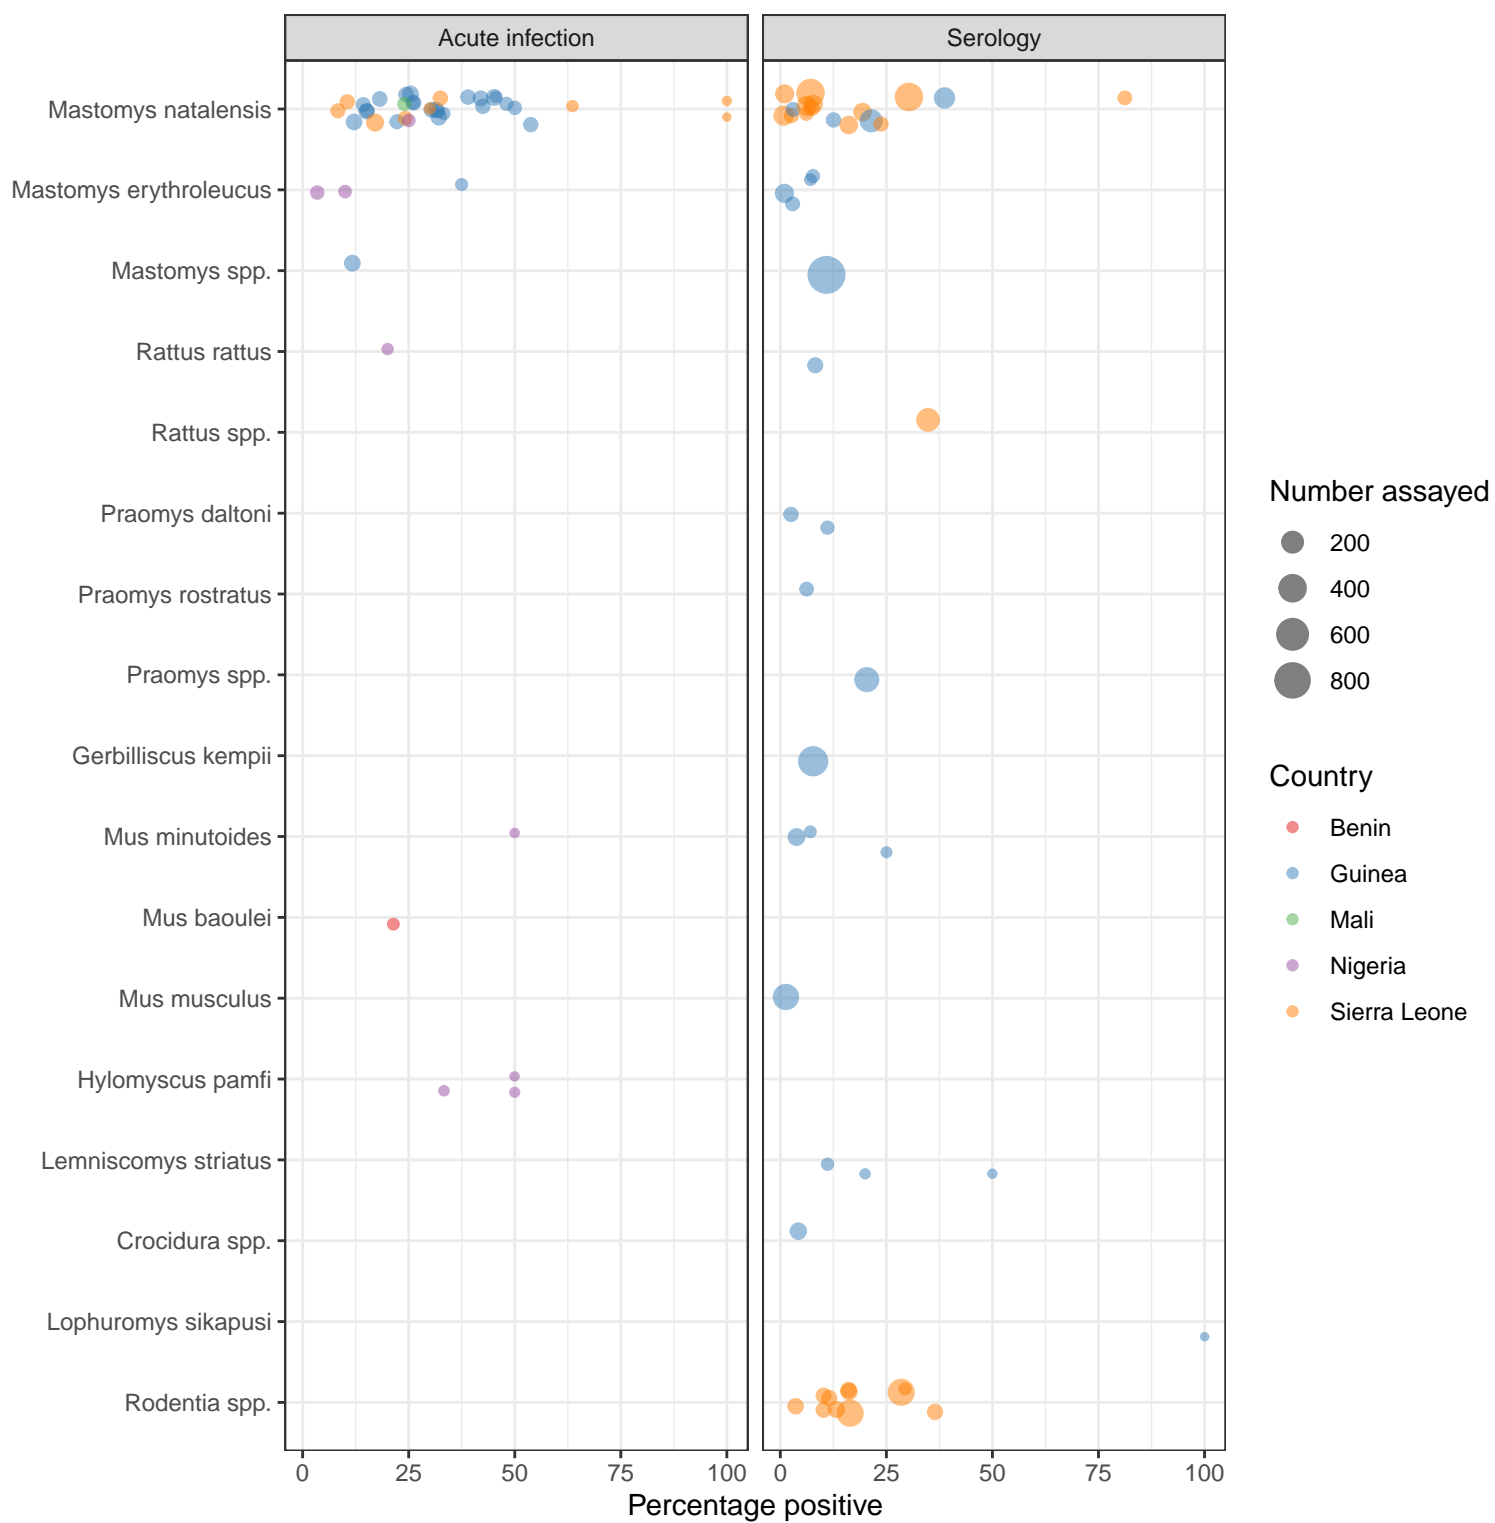 Acute infection
Serology
Mastomys natalensis
Mastomys erythroleucus
Mastomys spp.
Rattus rattus
Rattus spp.
Praomys daltoni
Praomys rostratus
Praomys spp.
Gerbilliscus kempii
Mus minutoides
Mus baoulei
Mus musculus
Hylomyscus pamfi
Lemniscomys striatus
Crocidura spp.
Lophuromys sikapusi
Rodentia spp.
0 25 50 75 100
0 25 50 75 100
Percentage positive
Number assayed
200
400
600
800
Country
Benin
Guinea
Mali
Nigeria
Sierra Leone